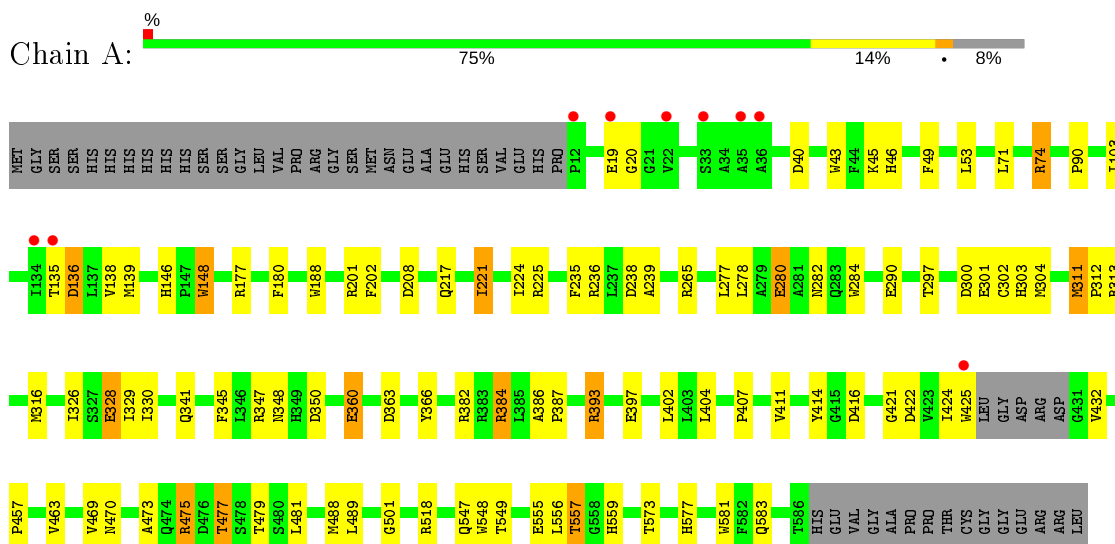 %
Chain A:
75% 14% • 8%
MET GLY SER SER HIS HIS HIS HIS HIS HIS SER SER GLY LEU VAL PRO ARG GLY SER MET ASN GLU ALA GLU HIS SER VAL GLU HIS PRO P12 E19 G20 G21 V22 S33 A34 A35 A36 D40 W43 F44 K45 H46 F49 L53 L71 R74 P90 I103
I134 T135 D136 L137 V138 M139 H146 P147 W148 R177 F180 W188 R201 F202 D208 Q217 I221 I224 R225 F235 R236 L237 D238 A239 R265 L277 L278 A279 E280 A281 N282 Q283 W284 E290 T297 D300 E301 C302 H303 M304 M311 P312 R313
M316 I326 S327 E328 I329 I330 Q341 F345 L346 R347 N348 H349 D350 E360 D363 Y366 R382 R383 R384 L385 A386 P387 R393 E397 L402 L403 L404 P407 V411 Y414 G415 D416 G421 D422 V423 I424 W425 LEU GLY ASP ARG ASP G431 V432
P457 V463 V469 N470 A473 Q474 R475 D476 T477 S478 T479 S480 L481 M488 L489 G501 R518 Q547 W548 T549 E555 L556 T557 G558 H559 T573 H577 W581 F582 Q583 T586 HIS GLU VAL GLY ALA PRO PRO THR CYS GLY GLY GLU ARG ARG LEU